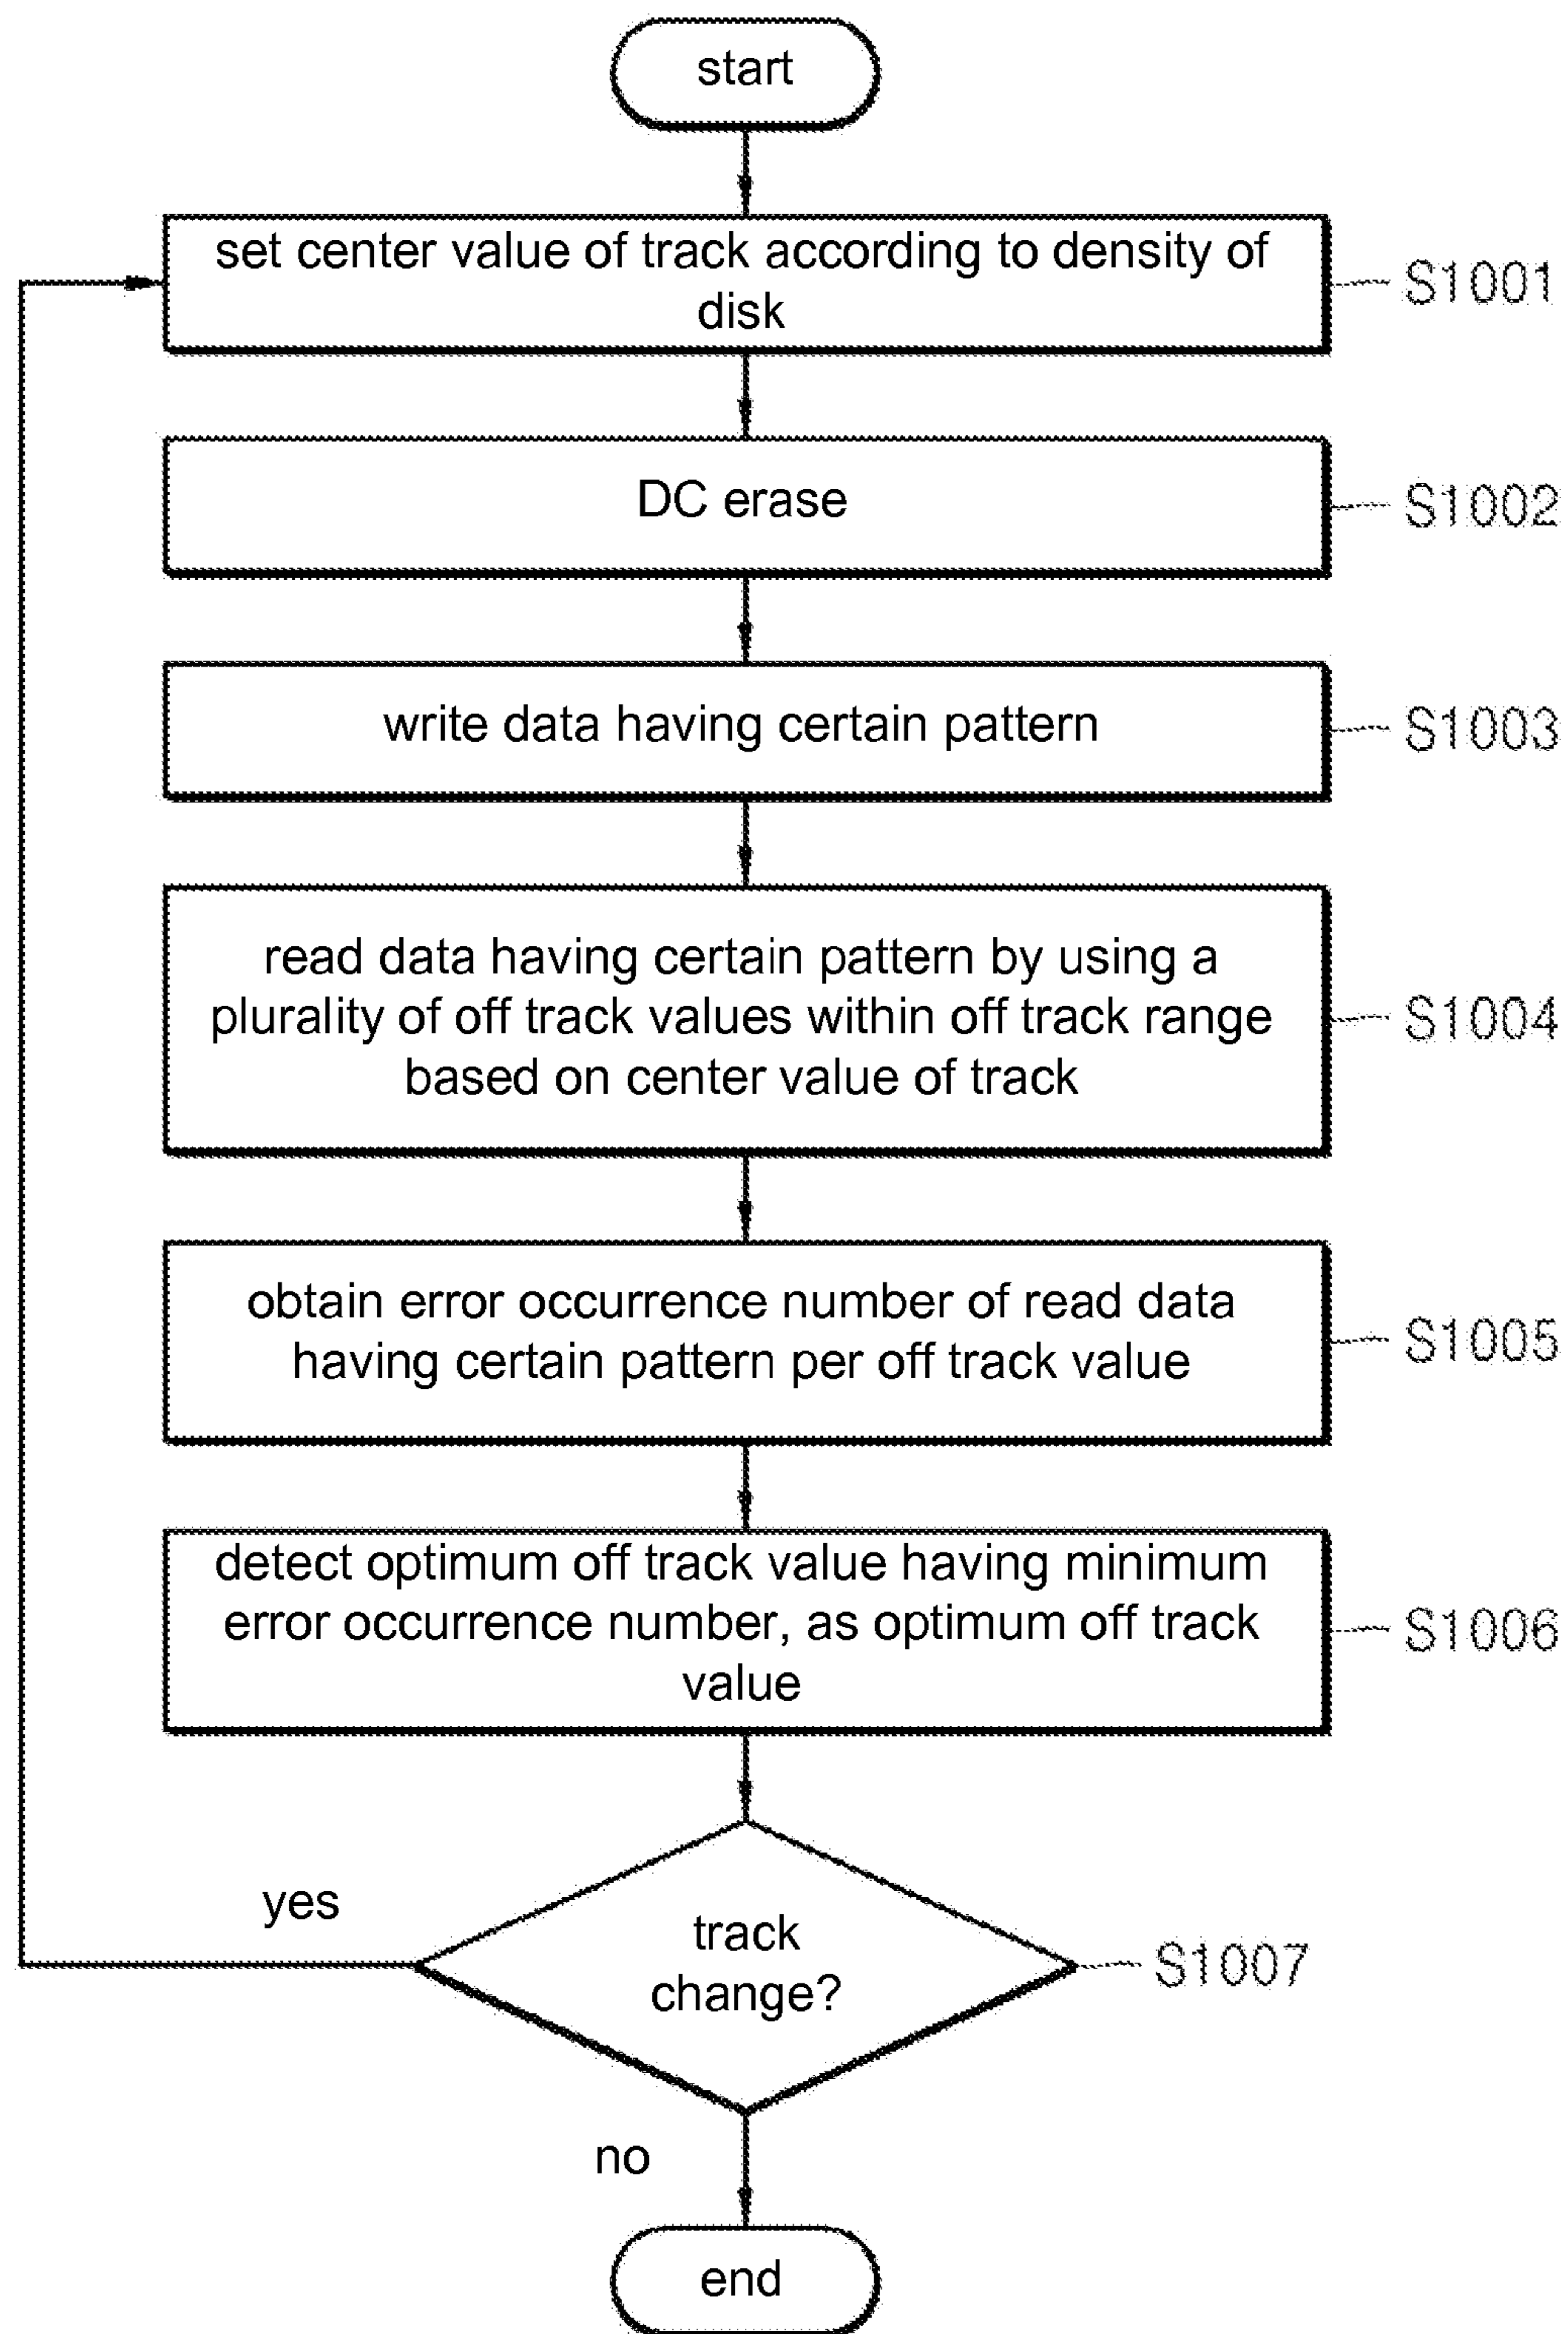 start
set center value of track according to density of
disk
S1001
DC erase
S1002
write data having certain pattern
S1003
read data having certain pattern by using a
plurality of off track values within off track range
based on center value of track
S1004
obtain error occurrence number of read data
having certain pattern per off track value
S1005
detect optimum off track value having minimum
error occurrence number, as optimum off track
value
S1006
yes
track
change?
S1007
no
end